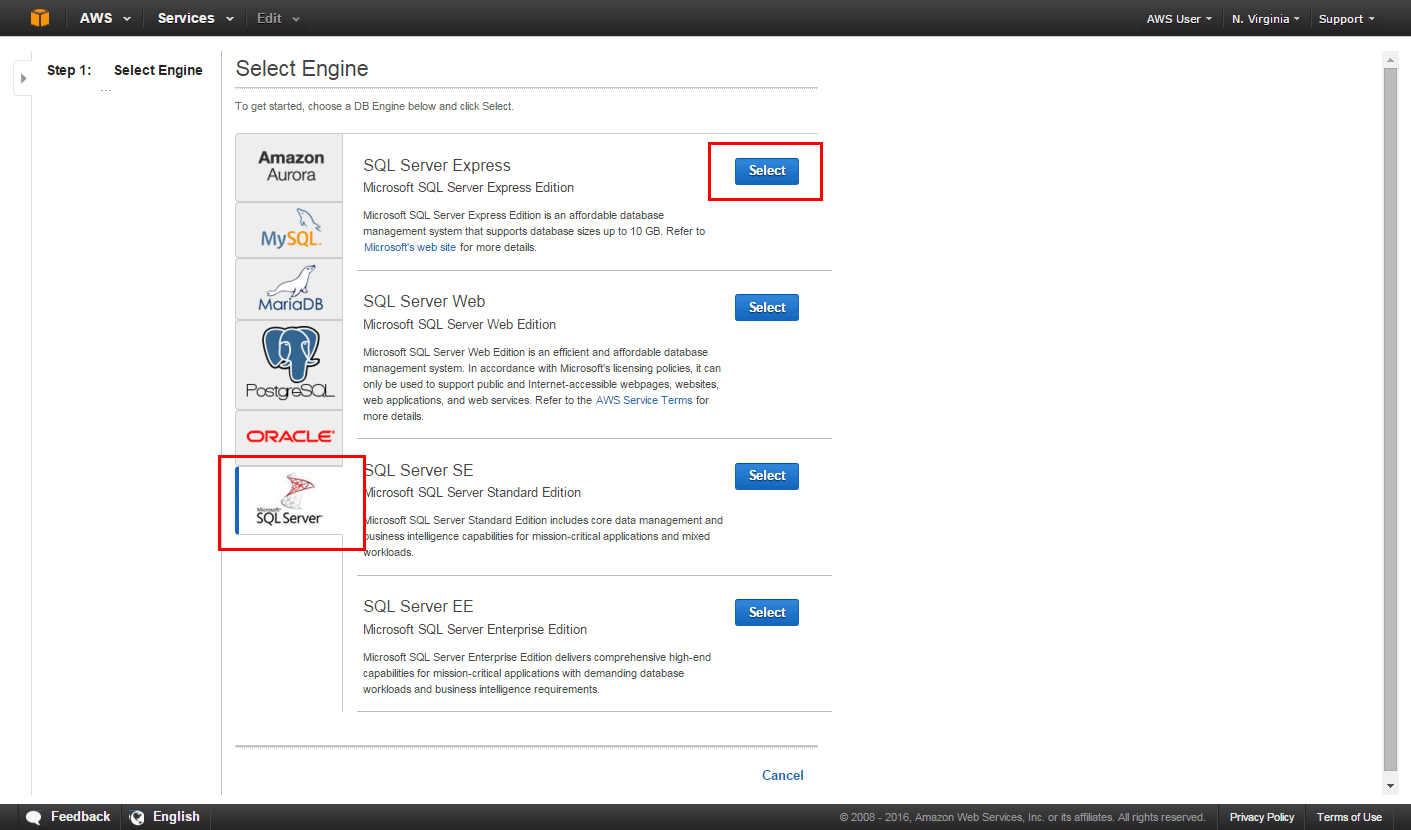 AWS Services Edit AWS User N. Virginia Support
Step 1: Select Engine
...
Select Engine
To get started, choose a DB Engine below and click Select.
Amazon
Aurora
MySQL
MariaDB
PostgreSQL
ORACLE
Microsoft
SQL Server
SQL Server Express
Select
Microsoft SQL Server Express Edition
Microsoft SQL Server Express Edition is an affordable database
management system that supports database sizes up to 10 GB. Refer to
Microsoft's web site for more details.
SQL Server Web
Select
Microsoft SQL Server Web Edition
Microsoft SQL Server Web Edition is an efficient and affordable database
management system. In accordance with Microsoft's licensing policies, it can
only be used to support public and Internet-accessible webpages, websites,
web applications, and web services. Refer to the AWS Service Terms for
more details.
SQL Server SE
Select
Microsoft SQL Server Standard Edition
Microsoft SQL Server Standard Edition includes core data management and
business intelligence capabilities for mission-critical applications and mixed
workloads.
SQL Server EE
Select
Microsoft SQL Server Enterprise Edition
Microsoft SQL Server Enterprise Edition delivers comprehensive high-end
capabilities for mission-critical applications with demanding database
workloads and business intelligence requirements.
Cancel
Feedback English © 2008 - 2016, Amazon Web Services, Inc. or its affiliates. All rights reserved. Privacy Policy Terms of Use